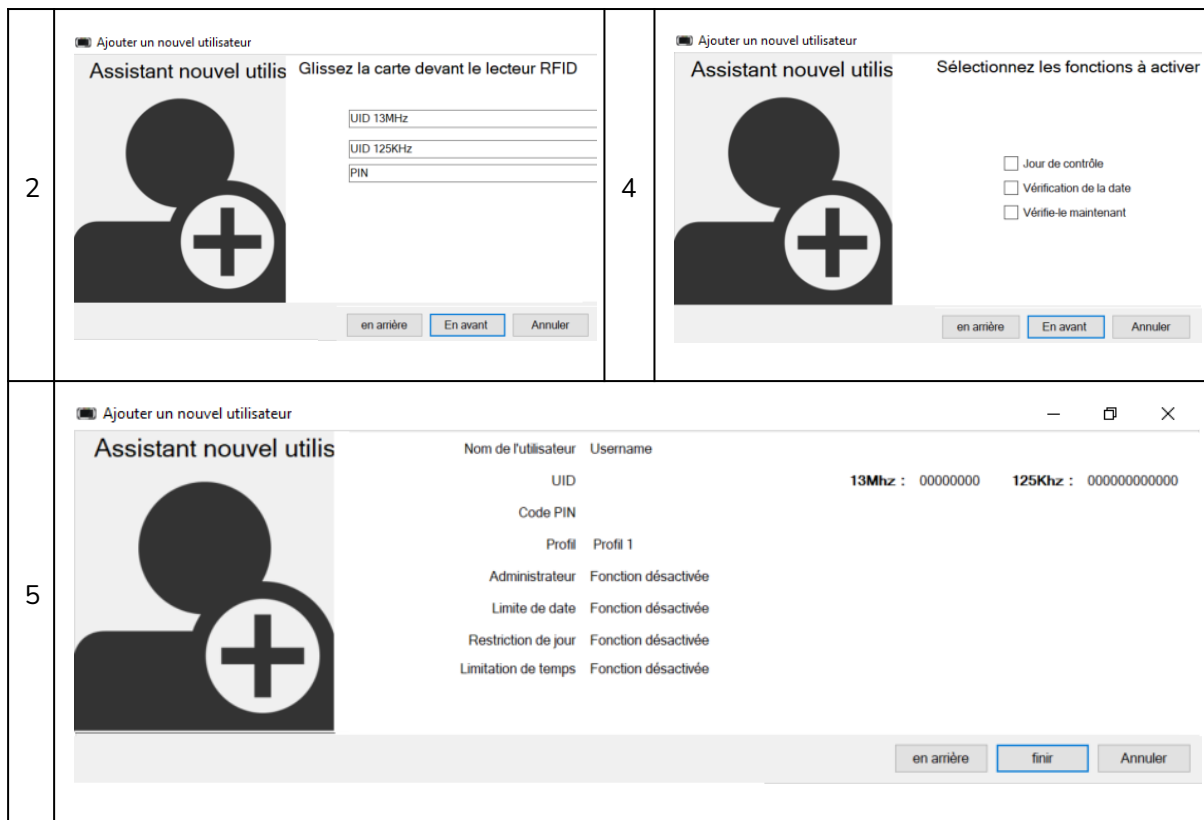 2
Ajouter un nouvel utilisateur
Assistant nouvel utilis
Glissez la carte devant le lecteur RFID
UID 13MHz
UID 125KHz
PIN
en arrière En avant Annuler
4
Ajouter un nouvel utilisateur
Assistant nouvel utilis
Sélectionnez les fonctions à activer
Jour de contrôle
Vérification de la date
Vérifie-le maintenant
en arrière En avant Annuler
5
Ajouter un nouvel utilisateur
Assistant nouvel utilis
Nom de l'utilisateur Username
UID 13Mhz : 00000000 125Khz : 000000000000
Code PIN
Profil Profil 1
Administrateur Fonction désactivée
Limite de date Fonction désactivée
Restriction de jour Fonction désactivée
Limitation de temps Fonction désactivée
en arrière finir Annuler